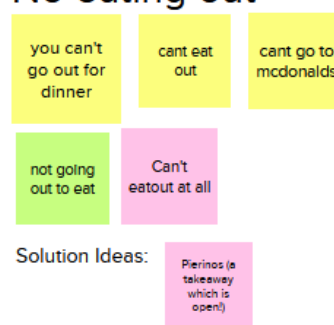 No eating out
you can't
go out for
dinner
cant eat
out
cant go to
mcdonalds
not going
out to eat
Can't
eatout at all
Solution Ideas:
Pierinos (a
takeaway
which is
open!)